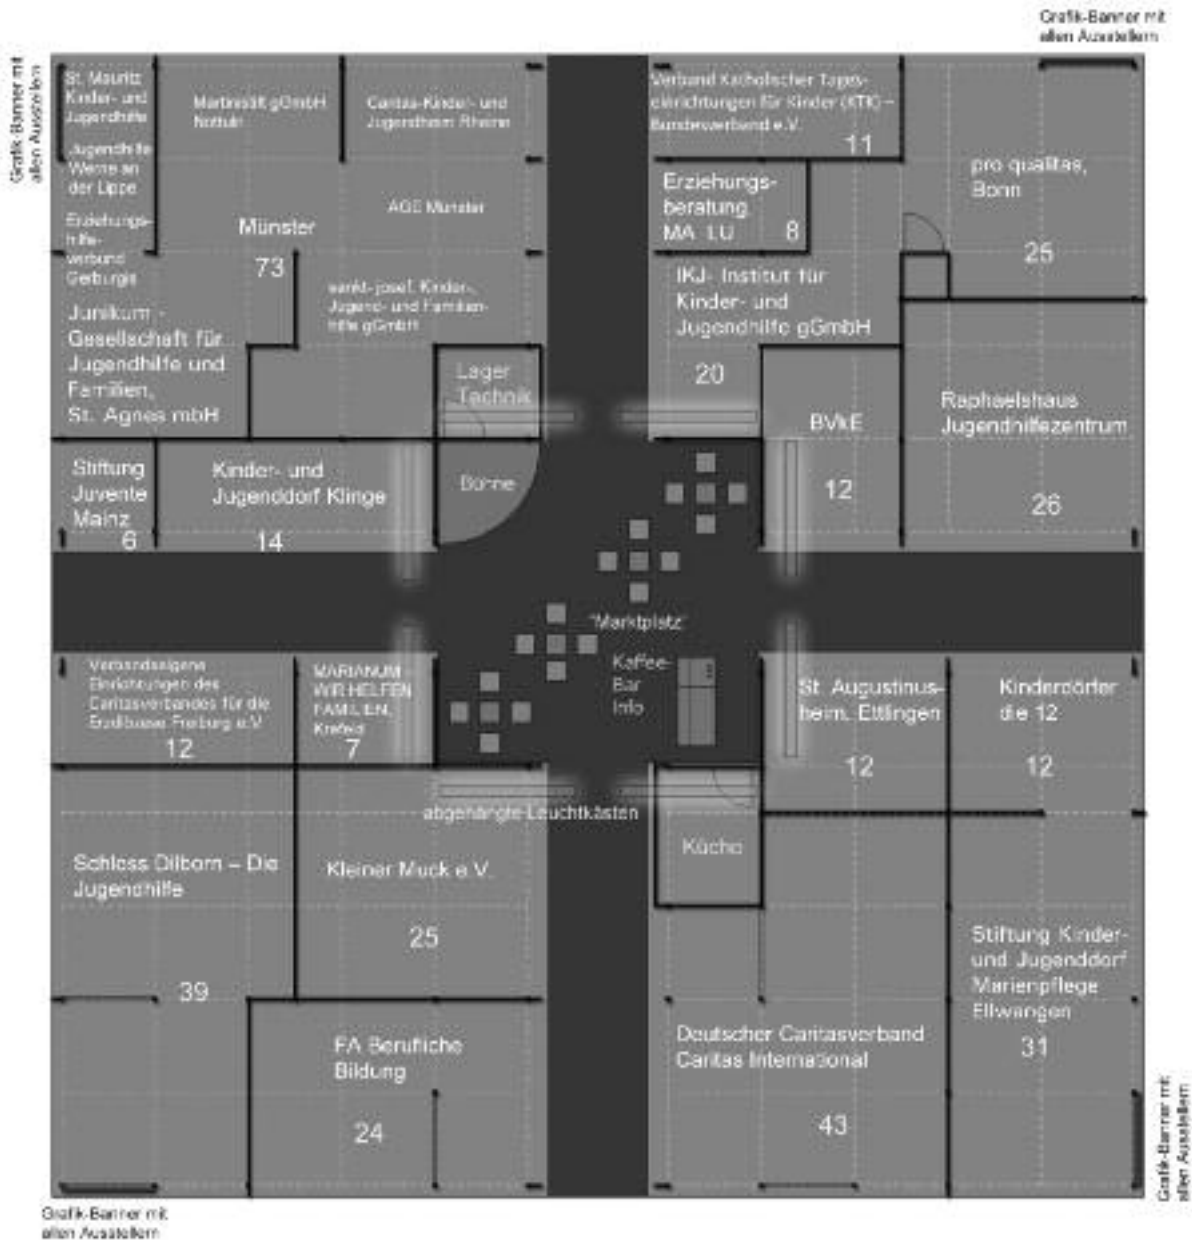 Grafik-Banner mit
allen Ausstellern
Grafik-Banner mit
allen Ausstellern
St. Mauritz
Kinder- und
Jugendhilfe
Jugendhilfe
Werne an
der Lippe
Erziehungs-
hilfe-
verbund
Gerburgis
Martinistift gGmbH
Nottuln
Caritas-Kinder- und
Jugendheim Rheine
Münster
73
AGE Münster
sankt-josef. Kinder-,
Jugend- und Familien-
hilfe gGmbH
Junikum -
Gesellschaft für
Jugendhilfe und
Familien,
St. Agnes mbH
Lager
Technik
Bühne
Stiftung
Juvente
Mainz
6
Kinder- und
Jugenddorf Klinge
14
Verband Katholischer Tages-
einrichtungen für Kinder (KTK) –
Bundesverband e.V.
11
Erziehungs-
beratung
MA LU
8
pro qualitas,
Bonn
25
IKJ- Institut für
Kinder- und
Jugendhilfe gGmbH
20
BVkE
12
Raphaelshaus
Jugendhilfezentrum
26
"Marktplatz"
Kaffee-
Bar
Info
Verbandseigene
Einrichtungen des
Caritasverbandes für die
Erzdiözese Freiburg e.V.
12
MARIANUM -
WIR HELFEN
FAMILIEN,
Krefeld
7
abgehängte Leuchtkästen
Schloss Dilborn – Die
Jugendhilfe
39
Kleiner Muck e.V.
25
FA Berufliche
Bildung
24
St. Augustinus-
heim, Ettlingen
12
Kinderdörfer
die 12
12
Küche
Deutscher Caritasverband
Caritas International
43
Stiftung Kinder-
und Jugenddorf
Marienpflege
Ellwangen
31
Grafik-Banner mit
allen Ausstellern
Grafik-Banner mit
allen Ausstellern